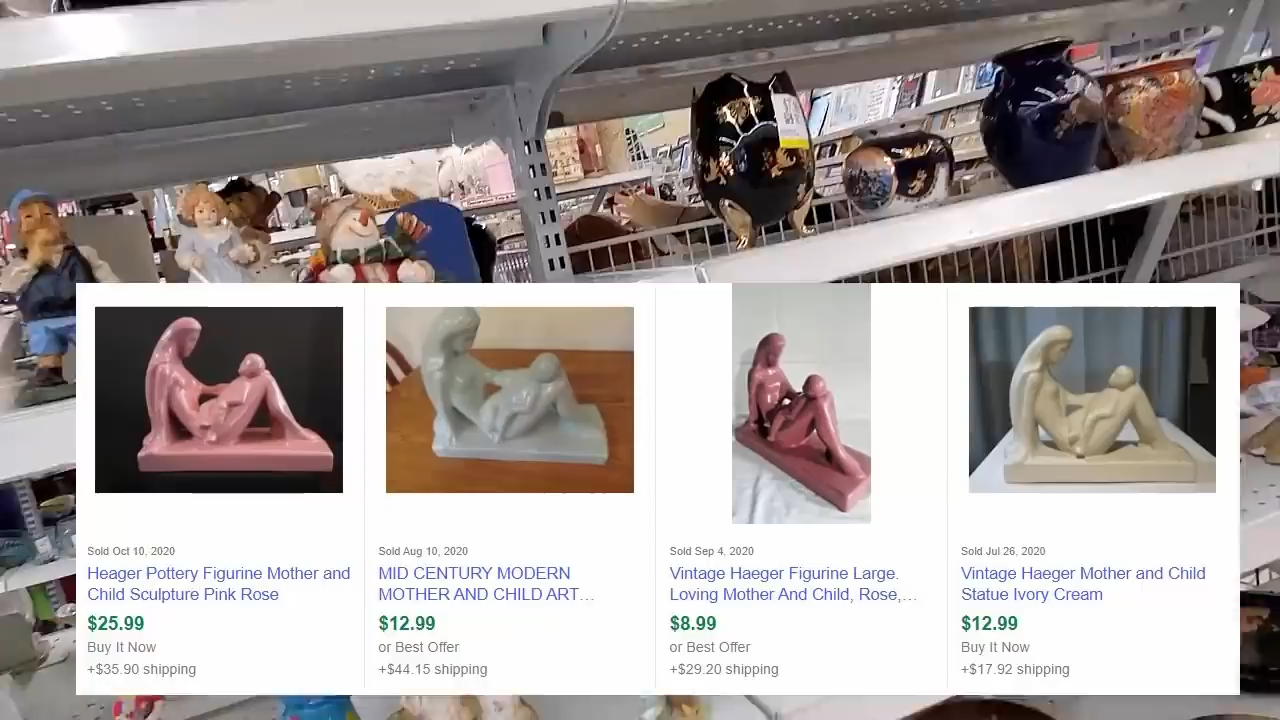 Sold Oct 10, 2020
Heager Pottery Figurine Mother and
Child Sculpture Pink Rose
$25.99
Buy It Now
+$35.90 shipping
Sold Aug 10, 2020
MID CENTURY MODERN
MOTHER AND CHILD ART...
$12.99
or Best Offer
+$44.15 shipping
Sold Sep 4, 2020
Vintage Haeger Figurine Large.
Loving Mother And Child, Rose,...
$8.99
or Best Offer
+$29.20 shipping
Sold Jul 26, 2020
Vintage Haeger Mother and Child
Statue Ivory Cream
$12.99
Buy It Now
+$17.92 shipping